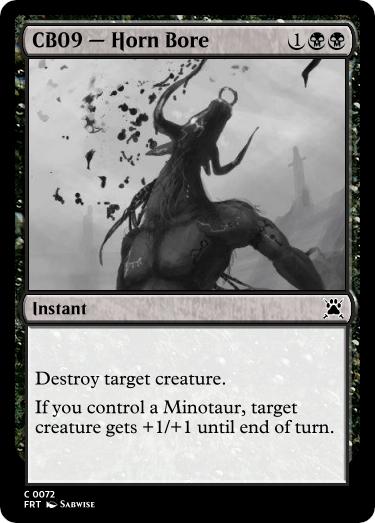 CB09 — Horn Bore 1
Instant
Destroy target creature.
If you control a Minotaur, target
creature gets +1/+1 until end of turn.
C 0072
FRT Sabwise